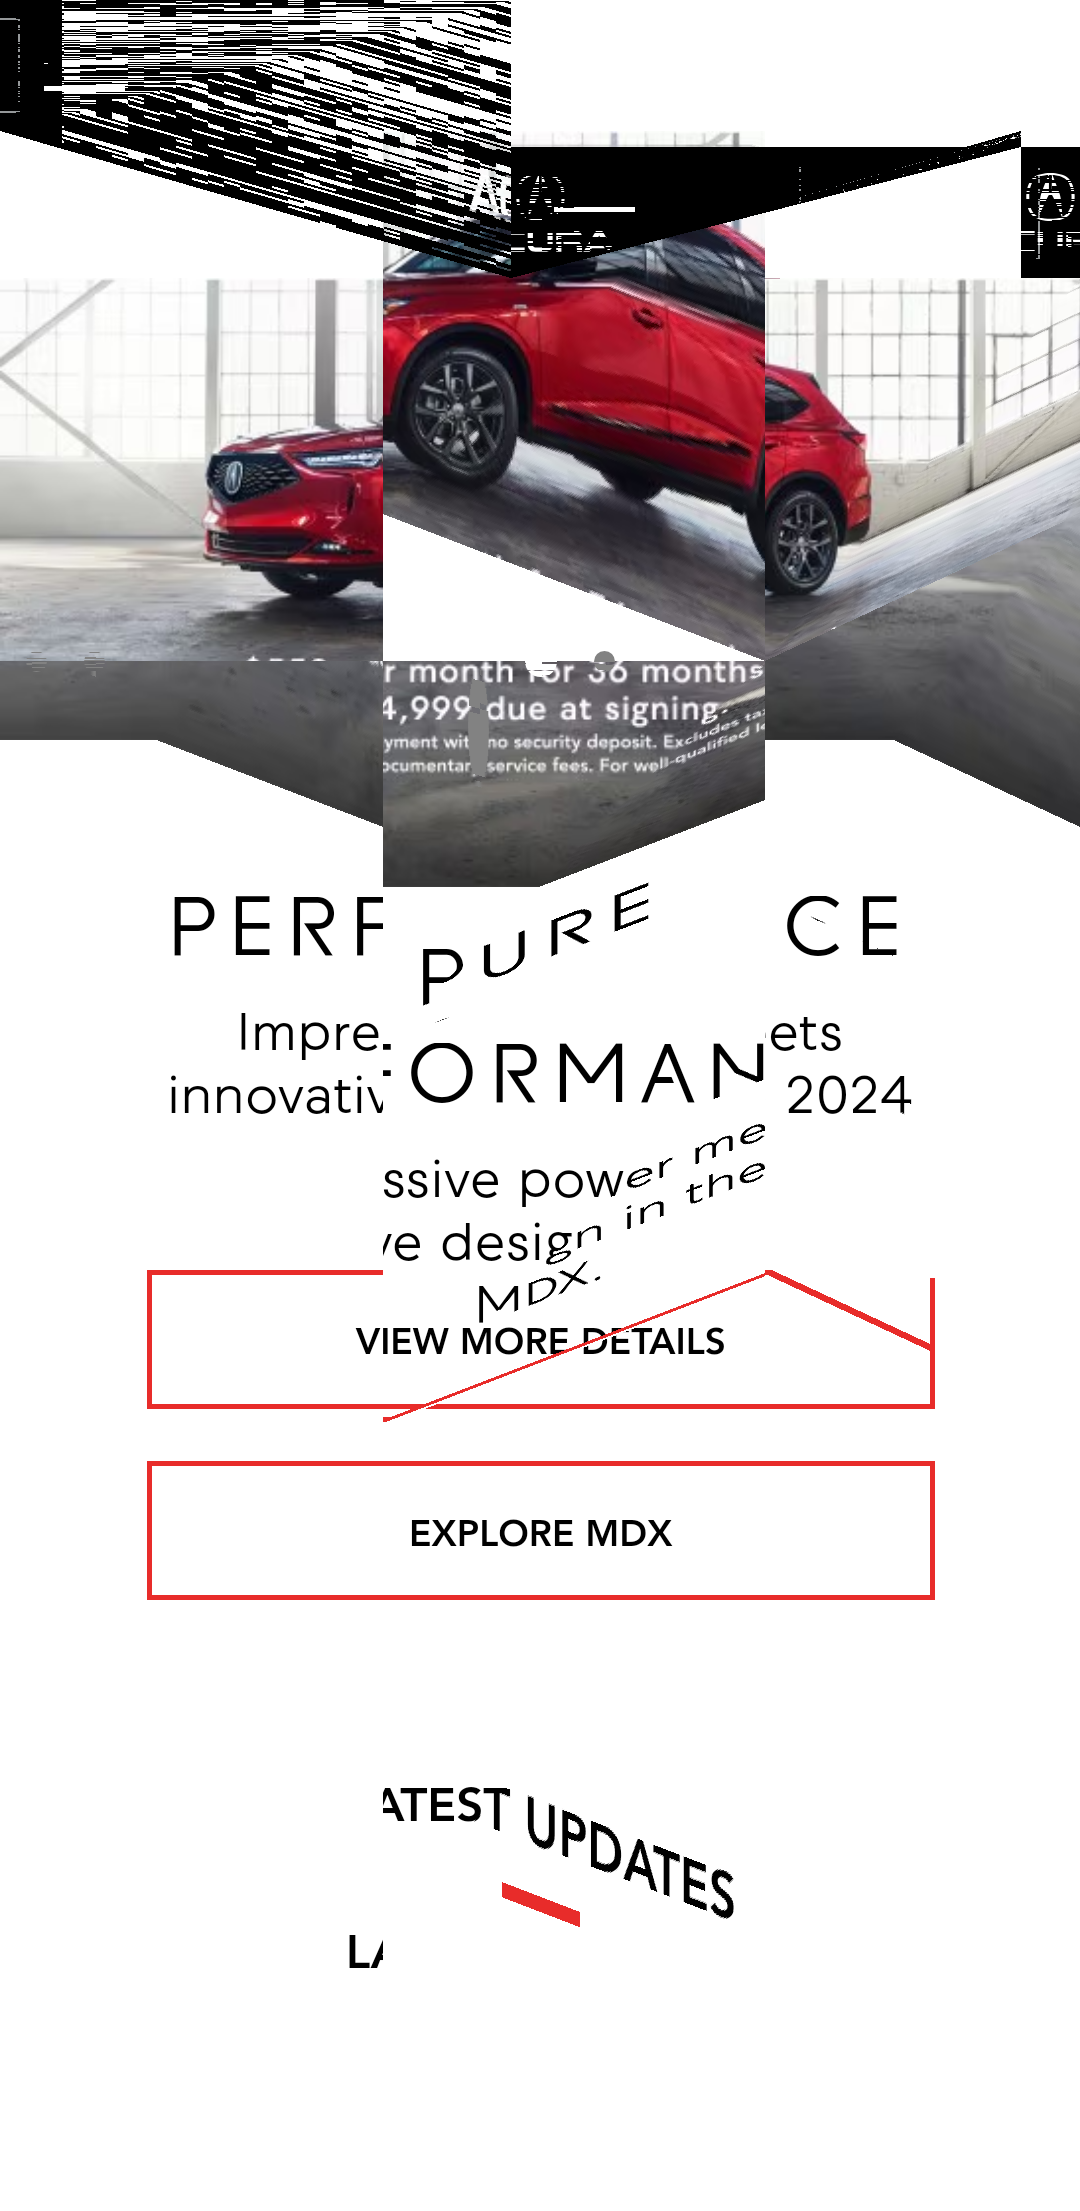 r month for 36 months
4,999 due at signing.
yment with no security deposit. Excludes ta
ocumentary service fees. For well-qualified le
PURE
PERFORMANCE
Impressive power meets
innovative design in the 2024
MDX.
VIEW MORE DETAILS
EXPLORE MDX
LATEST UPDATES